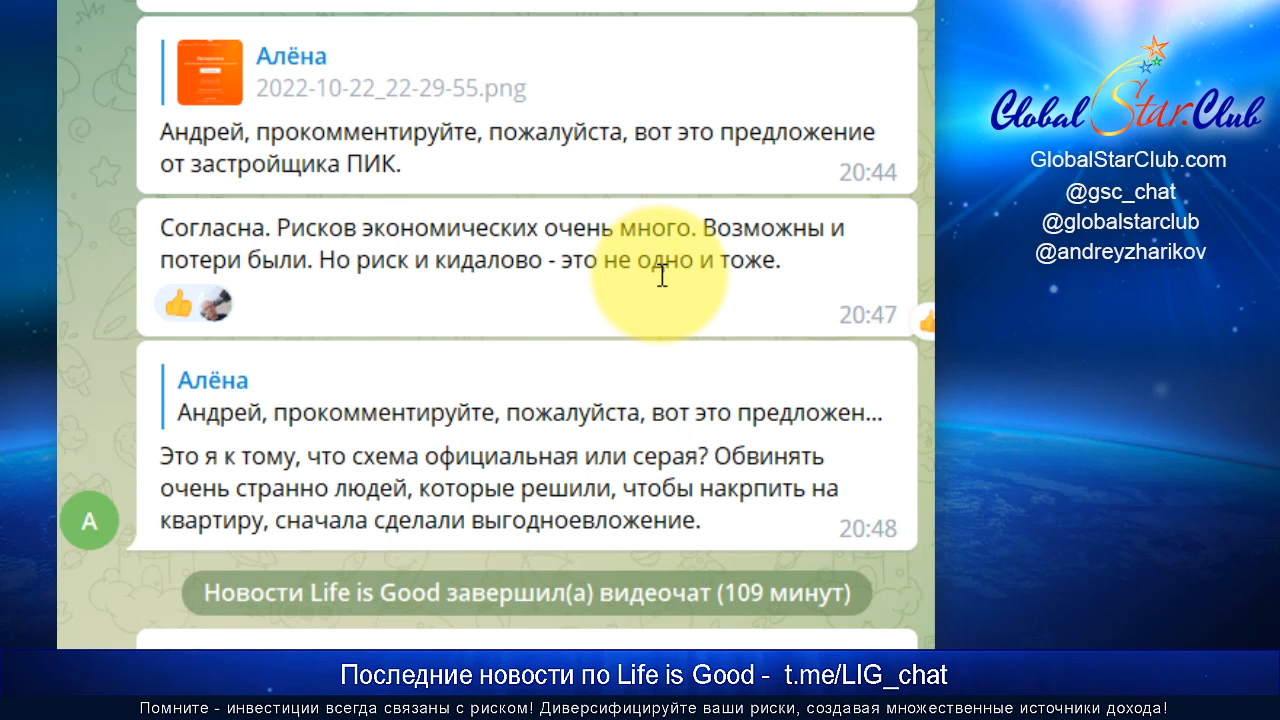 Алёна
2022-10-22_22-29-55.png
Андрей, прокомментируйте, пожалуйста, вот это предложение
от застройщика ПИК.
20:44
Согласна. Рисков экономических очень много. Возможны и
потери были. Но риск и кидалово - это не одно и тоже.
20:47
Алёна
Андрей, прокомментируйте, пожалуйста, вот это предложен...
Это я к тому, что схема официальная или серая? Обвинять
очень странно людей, которые решили, чтобы накрпить на
квартиру, сначала сделали выгодноевложение.
20:48
А
Новости Life is Good завершил(а) видеочат (109 минут)
Global Star.Club
GlobalStarClub.com
@gsc_chat
@globalstarclub
@andreyzharikov
Последние новости по Life is Good - t.me/LIG_chat
Помните - инвестиции всегда связаны с риском! Диверсифицируйте ваши риски, создавая множественные источники дохода!